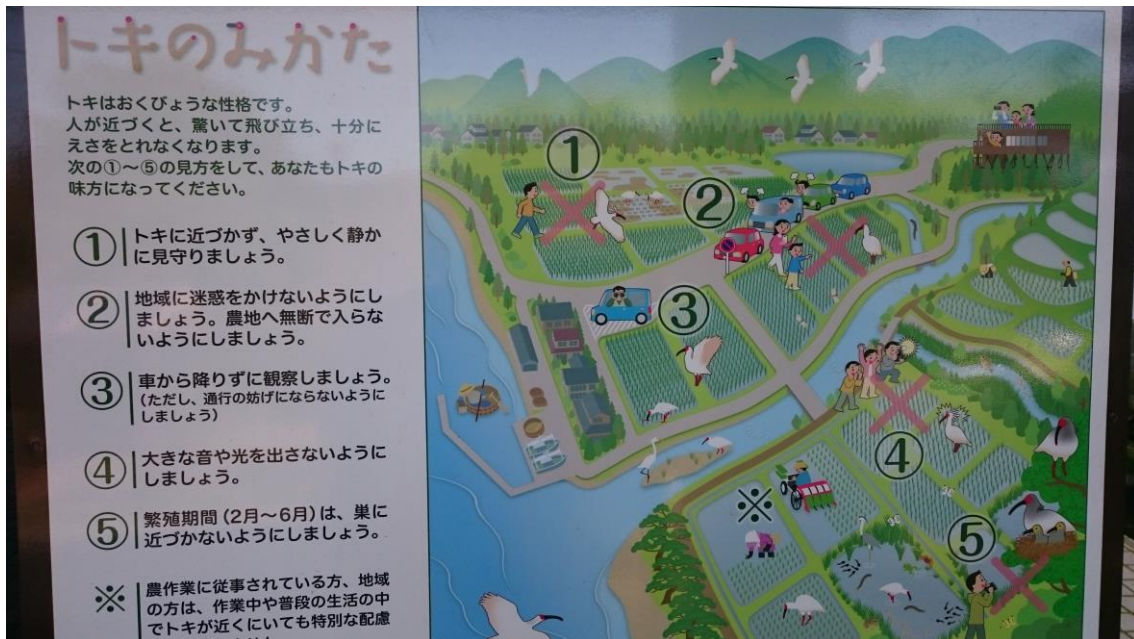 トキのみかた
トキはおくびょうな性格です。
人が近づくと、驚いて飛び立ち、十分に
えさをとれなくなります。
次の①～⑤の見方をして、あなたもトキの
味方になってください。
① トキに近づかず、やさしく静か
に見守りましょう。
② 地域に迷惑をかけないようにし
ましょう。農地へ無断で入らな
いようにしましょう。
③ 車から降りずに観察しましょう。
(ただし、通行の妨げにならないように
しましょう)
④ 大きな音や光を出さないように
しましょう。
⑤ 繁殖期間(2月～6月)は、巣に
近づかないようにしましょう。
※ 農作業に従事されている方、地域
の方は、作業中や普段の生活の中
でトキが近くにいても特別な配慮
①
②
③
④
※
⑤